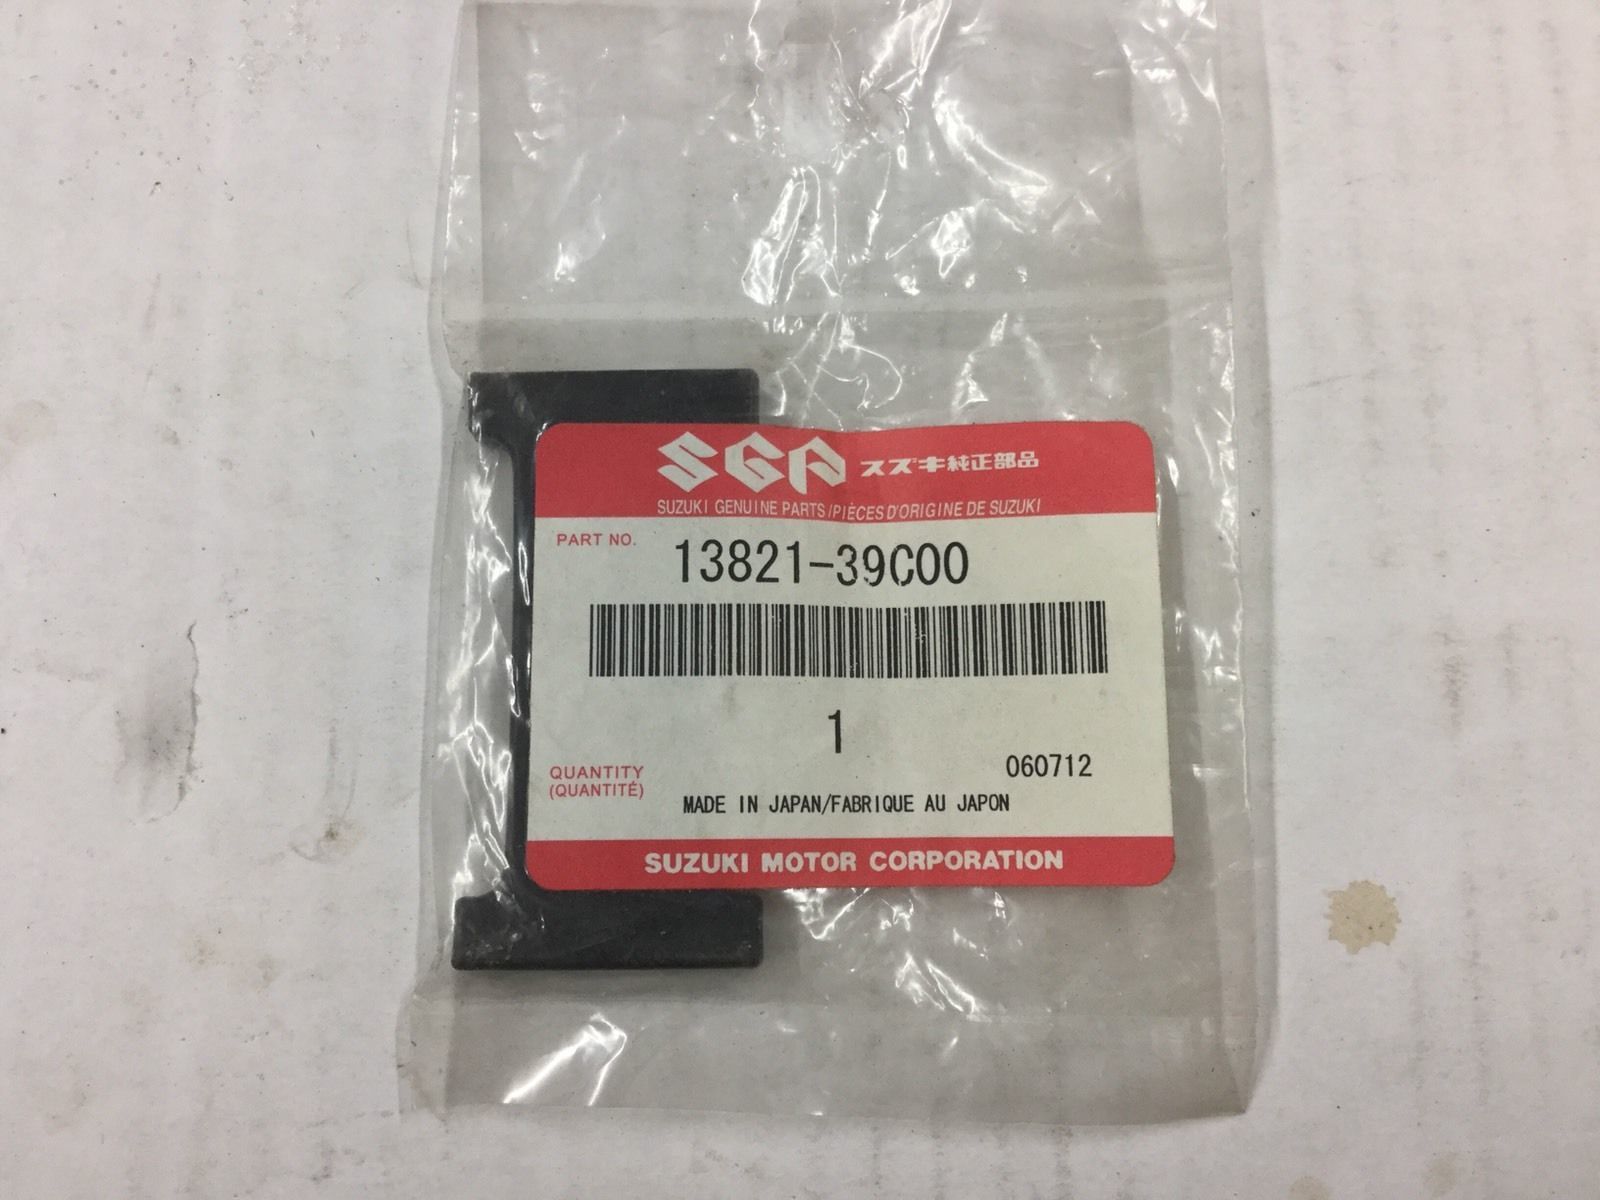 SGP スズキ純正部品
SUZUKI GENUINE PARTS/PIÈCES D'ORIGINE DE SUZUKI
PART NO. 13821-39C00
1
QUANTITY
(QUANTITÉ)
060712
MADE IN JAPAN/FABRIQUE AU JAPON
SUZUKI MOTOR CORPORATION